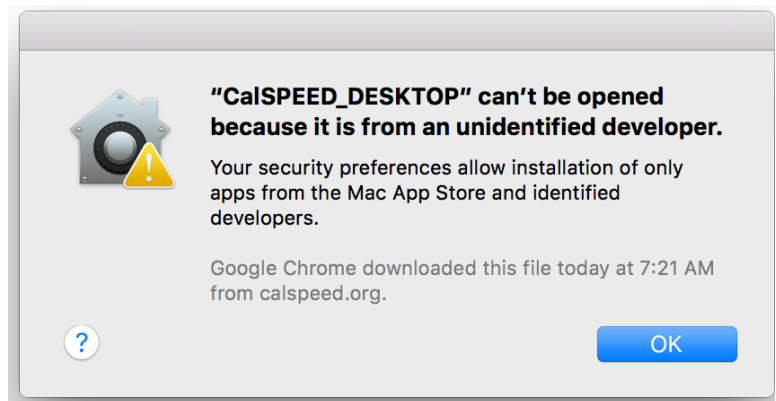 “CalSPEED_DESKTOP” can’t be opened
because it is from an unidentified developer.
Your security preferences allow installation of only
apps from the Mac App Store and identified
developers.
Google Chrome downloaded this file today at 7:21 AM
from calspeed.org.
?
OK